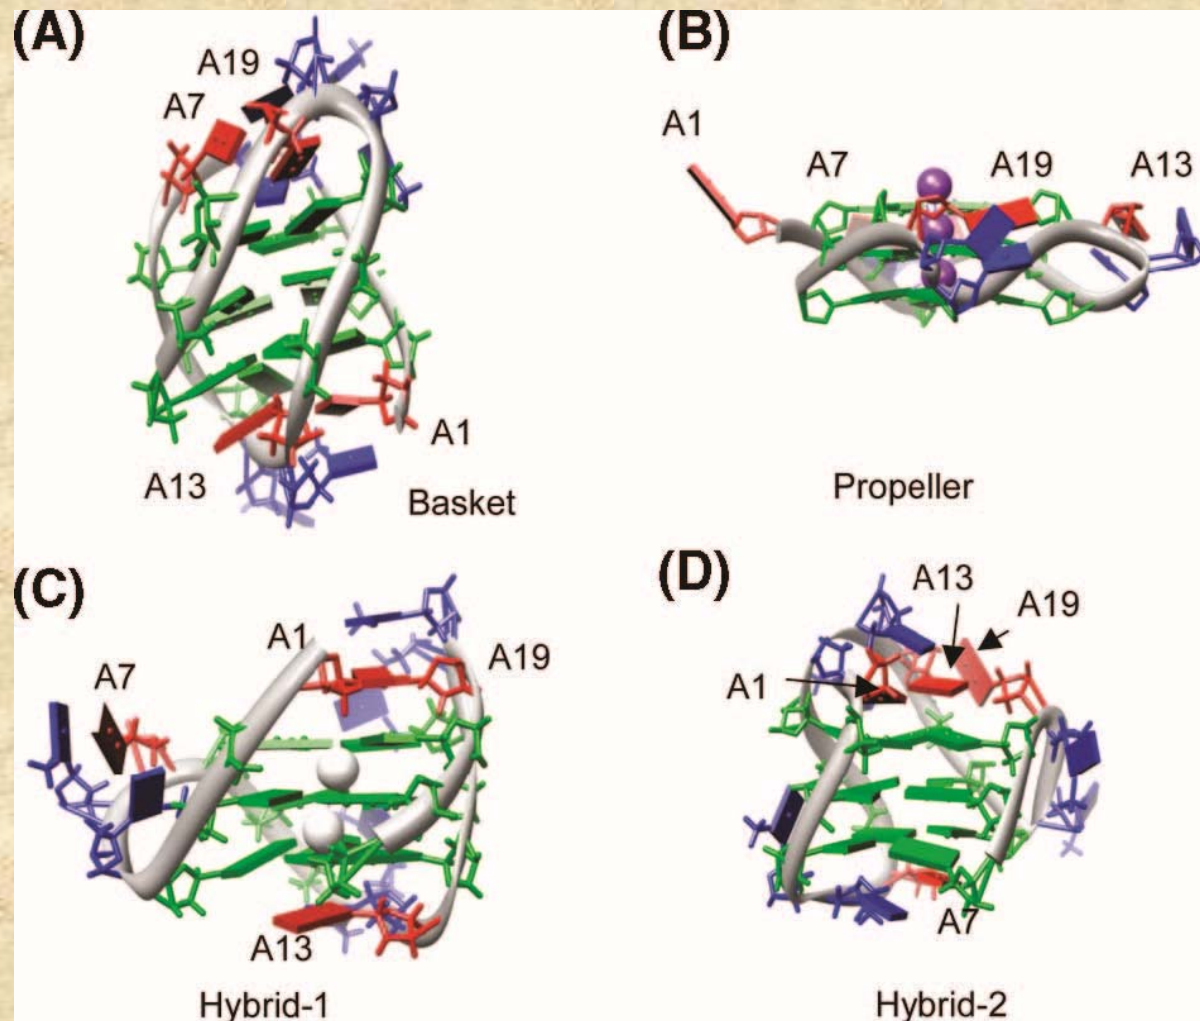 (A)
A19
A7
A1
A13
Basket
(B)
A1
A7
A19
A13
Propeller
(C)
A1
A19
A7
A13
Hybrid-1
(D)
A13
A19
A1
A7
Hybrid-2